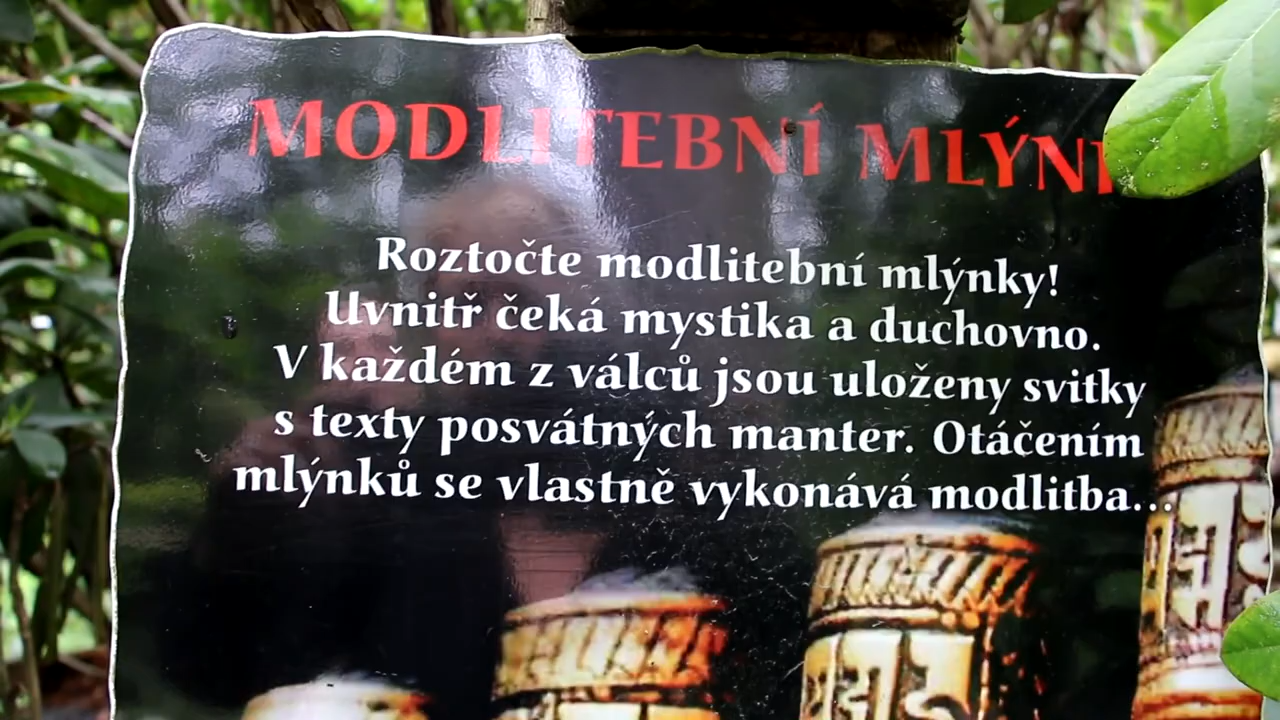 MODLITEBNÍ
Roztočte modlitební mlýnky!
Uvnitř čeká mystika a duchovno.
V každém z válců jsou uloženy svitky
s texty posvátných manter. Otáčením
mlýnků se vlastně vykonává modlitba...